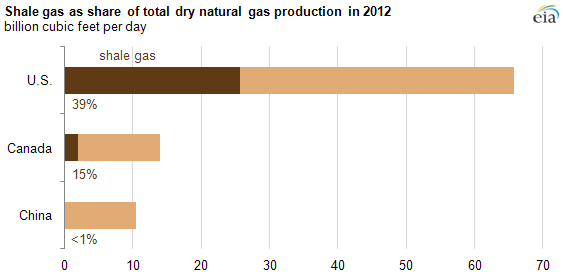 Shale gas as share of total dry natural gas production in 2012
billion cubic feet per day
eia
shale gas
U.S.
39%
Canada
15%
China
<1%
0 10 20 30 40 50 60 70